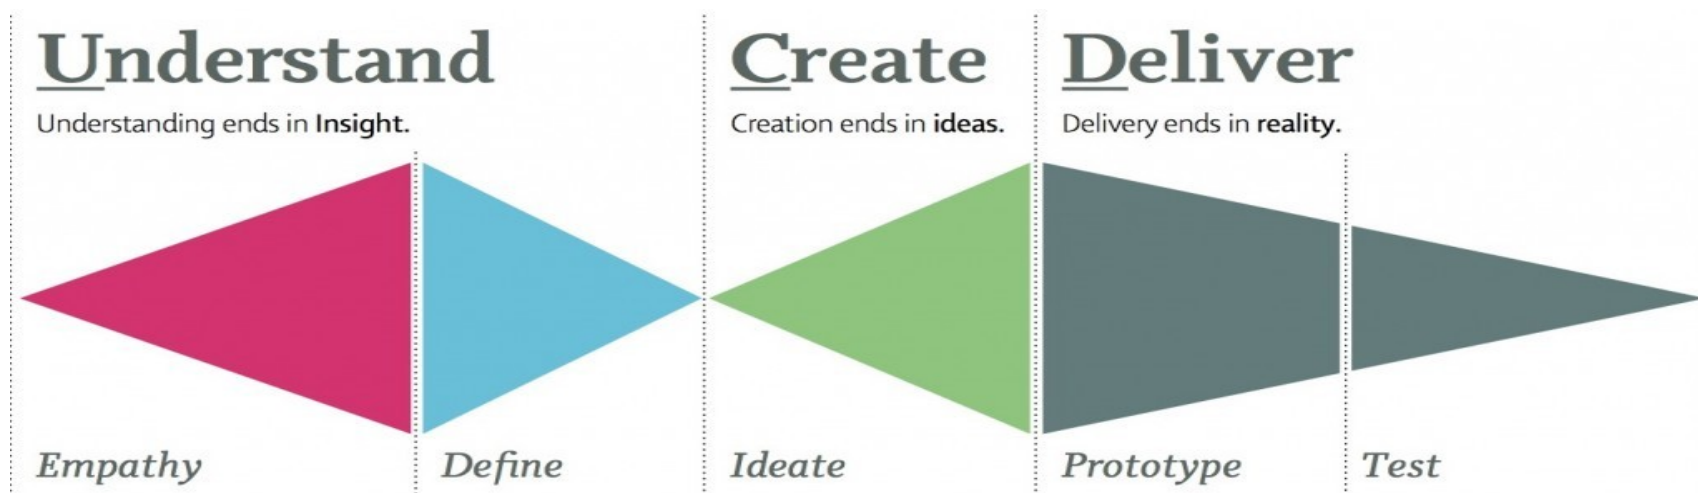 Understand
Understanding ends in Insight.
Create
Creation ends in ideas.
Deliver
Delivery ends in reality.
Empathy
Define
Ideate
Prototype
Test